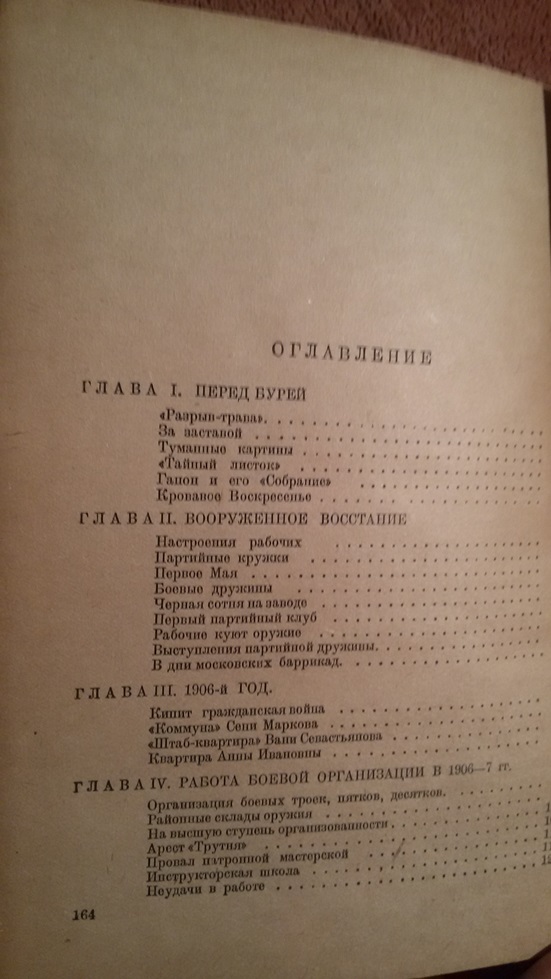 ОГЛАВЛЕНИЕ
ГЛАВА I. ПЕРЕД БУРЕЙ
«Разрыв-трава».
За заставой
Туманные картины
«Тайный листок»
Гапон и его «Собрание»
Кровавое Воскресенье
ГЛАВА II. ВООРУЖЕННОЕ ВОССТАНИЕ
Настроения рабочих
Партийные кружки
Первое Мая
Боевые дружины
Черная сотня на заводе
Первый партийный клуб
Рабочие куют оружие
Выступления партийной дружины.
В дни московских баррикад.
ГЛАВА III. 1906-й ГОД.
Кипит гражданская война
«Коммуна» Сени Маркова
«Штаб-квартира» Вани Севастьянова
Квартира Анны Ивановны
ГЛАВА IV. РАБОТА БОЕВОЙ ОРГАНИЗАЦИИ В 1906—7 гг.
Организация боевых троек, пятков, десятков.
Районные склады оружия
На высшую ступень организованности
Арест «Трутня»
Провал патронной мастерской
Инструкторская школа
Неудачи в работе
164